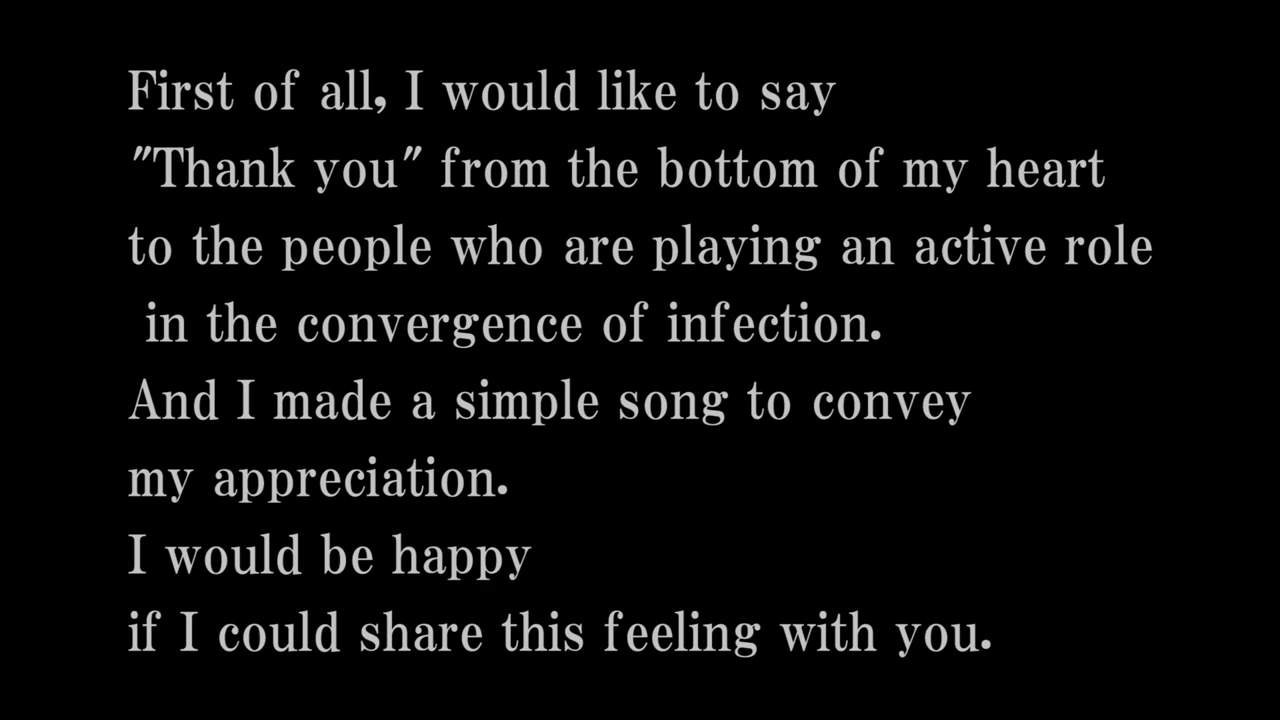 First of all, I would like to say
"Thank you" from the bottom of my heart
to the people who are playing an active role
in the convergence of infection.
And I made a simple song to convey
my appreciation.
I would be happy
if I could share this feeling with you.